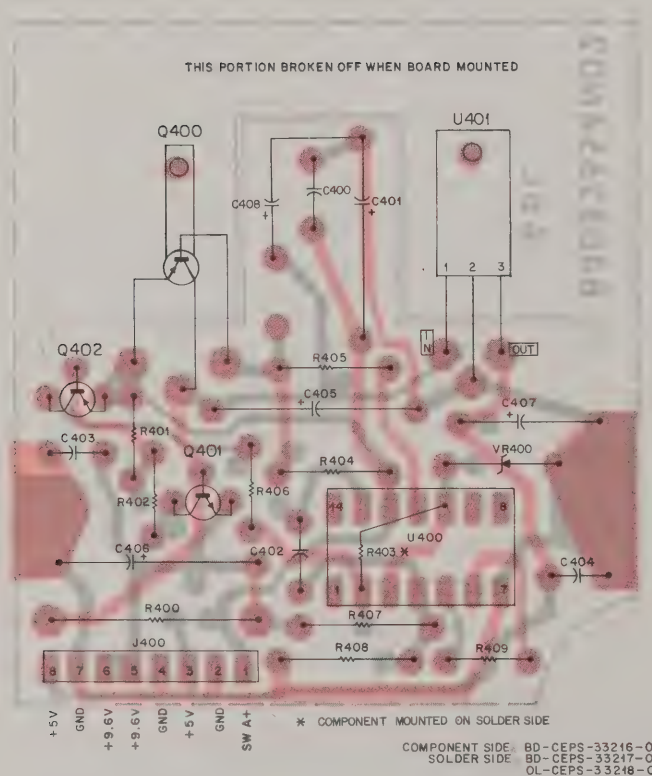 THIS PORTION BROKEN OFF WHEN BOARD MOUNTED
Q400
U401
C408
+
C400
C401
+
1 2 3
IN
OUT
Q402
R405
C405
C407
+
R401
C403
Q401
VR400
R404
R402
R406
14
8
U400
R403*
C406
+
C402
C404
1
7
R400
R407
J400
R408
R409
8 7 6 5 4 3 2 1
+5V
GND
+9.6V
+9.6V
GND
+5V
GND
SW A+
* COMPONENT MOUNTED ON SOLDER SIDE
COMPONENT SIDE: BD-CEPS-33216-0
SOLDER SIDE: BD-CEPS-33217-0
OL-CEPS-33218-0